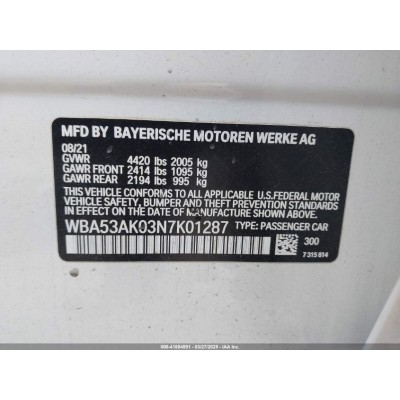 MFD BY BAYERISCHE MOTOREN WERKE AG
08/21
GVWR 4420 lbs 2005 kg
GAWR FRONT 2414 lbs 1095 kg
GAWR REAR 2194 lbs 995 kg
THIS VEHICLE CONFORMS TO ALL APPLICABLE U.S.FEDERAL MOTOR
VEHICLE SAFETY, BUMPER AND THEFT PREVENTION STANDARDS IN
EFFECT ON THE DATE OF MANUFACTURE SHOWN ABOVE.
WBA53AK03N7K01287 TYPE: PASSENGER CAR
300
7 315 814